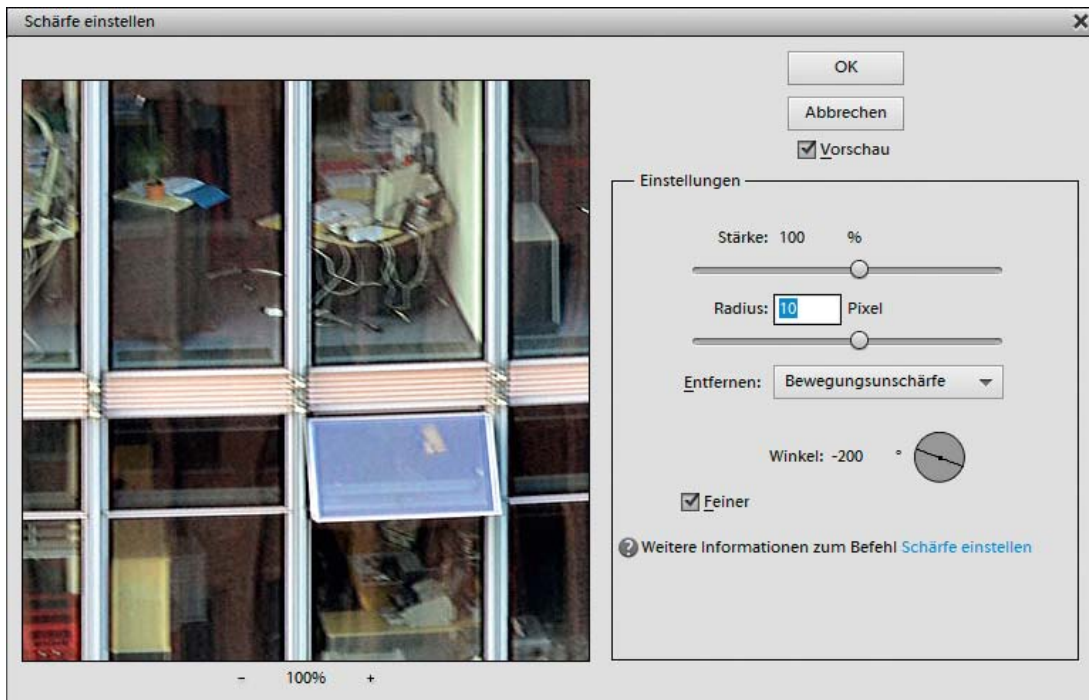 Schärfe einstellen
OK
Abbrechen
Vorschau
Einstellungen
Stärke: 100 %
Radius: 10 Pixel
Entfernen: Bewegungsunschärfe
Winkel: -200 °
Feiner
Weitere Informationen zum Befehl Schärfe einstellen
- 100% +